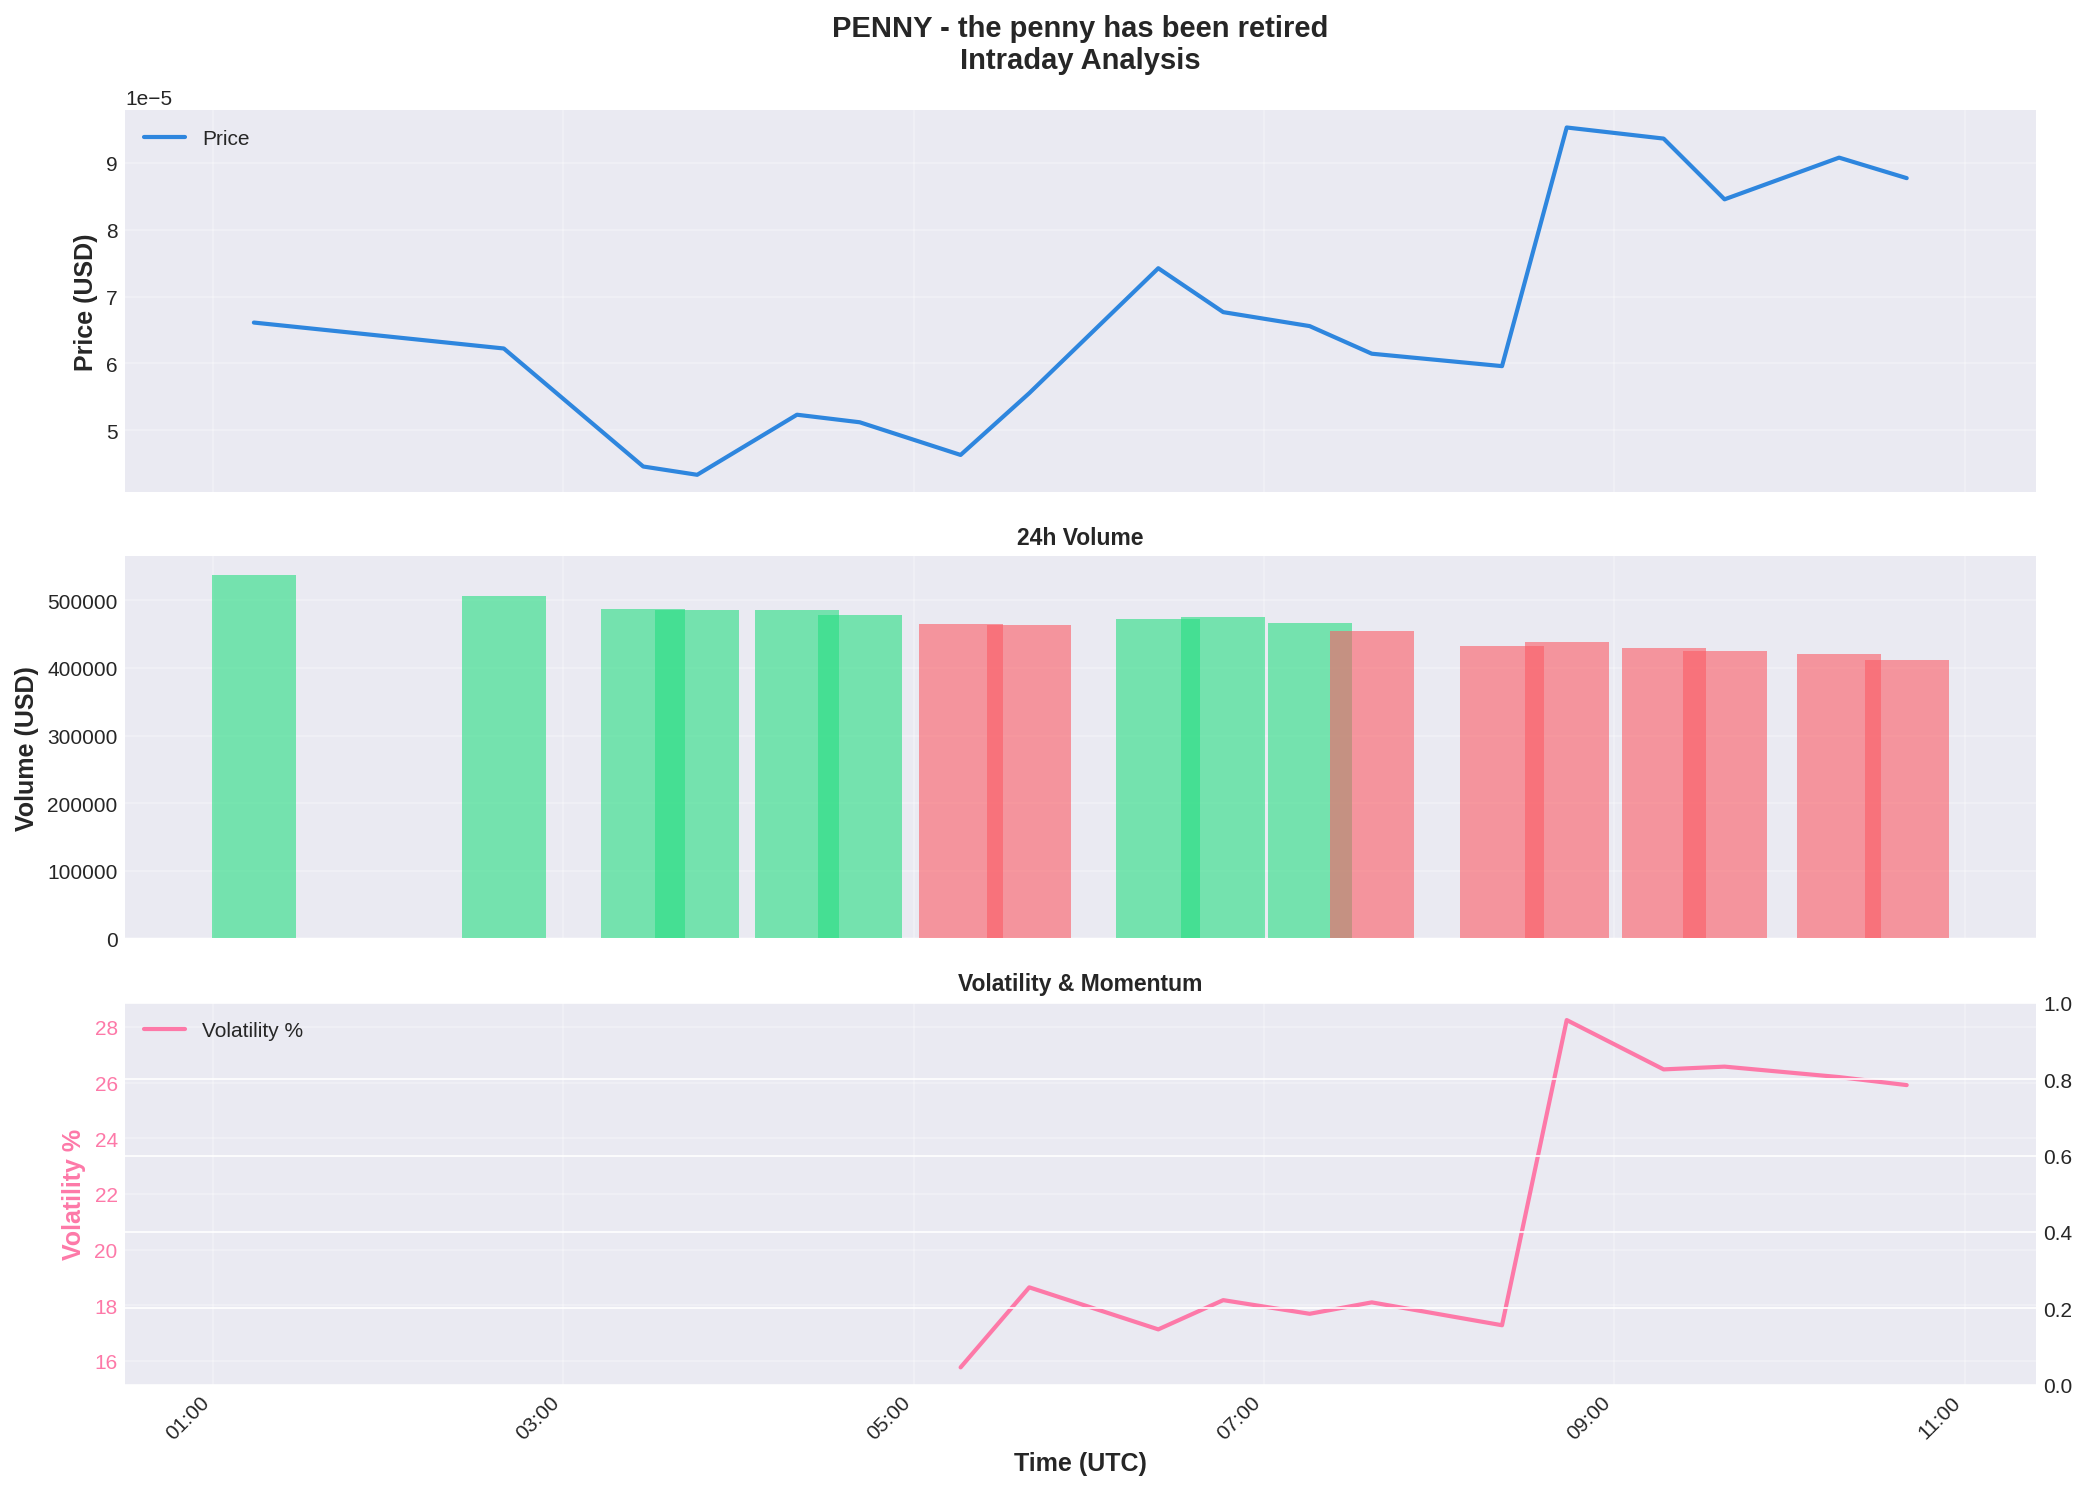 PENNY - the penny has been retired
Intraday Analysis
1e−5
Price
9
8
7
6
5
Price (USD)
24h Volume
500000
400000
300000
200000
100000
0
Volume (USD)
Volatility & Momentum
Volatility %
28
26
24
22
20
18
16
Volatility %
1.0
0.8
0.6
0.4
0.2
0.0
01:00
03:00
05:00
07:00
09:00
11:00
Time (UTC)